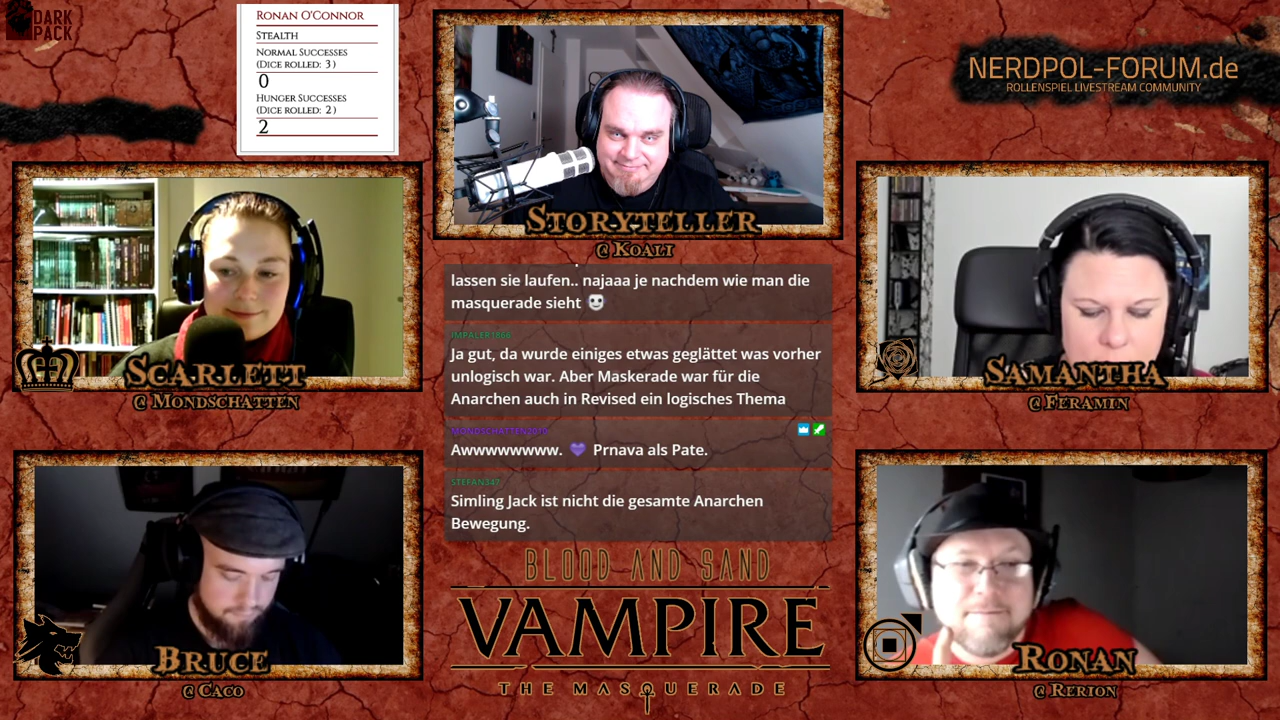 DARK
PACK
RONAN O'CONNOR
STEALTH
NORMAL SUCCESSES
(DICE ROLLED: 3)
0
HUNGER SUCCESSES
(DICE ROLLED: 2)
2
NERDPOL-FORUM.de
ROLLENSPIEL LIVESTREAM COMMUNITY
STORYTELLER
@ KOALI
SCARLETT
@ MONDSCHATTEN
SAMANTHA
@ FERAMIN
lassen sie laufen.. najaaa je nachdem wie man die
masquerade sieht
IMPALER1860
Ja gut, da wurde einiges etwas geglättet was vorher
unlogisch war. Aber Maskerade war für die
Anarchen auch in Revised ein logisches Thema
Awwwwwwww. 💜 Prnava als Pate.
STEFAN347
Simling Jack ist nicht die gesamte Anarchen
Bewegung.
BLOOD AND SAND
VAMPIRE
THE MASQUERADE
BRUCE
@ CACO
RONAN
@ RERION